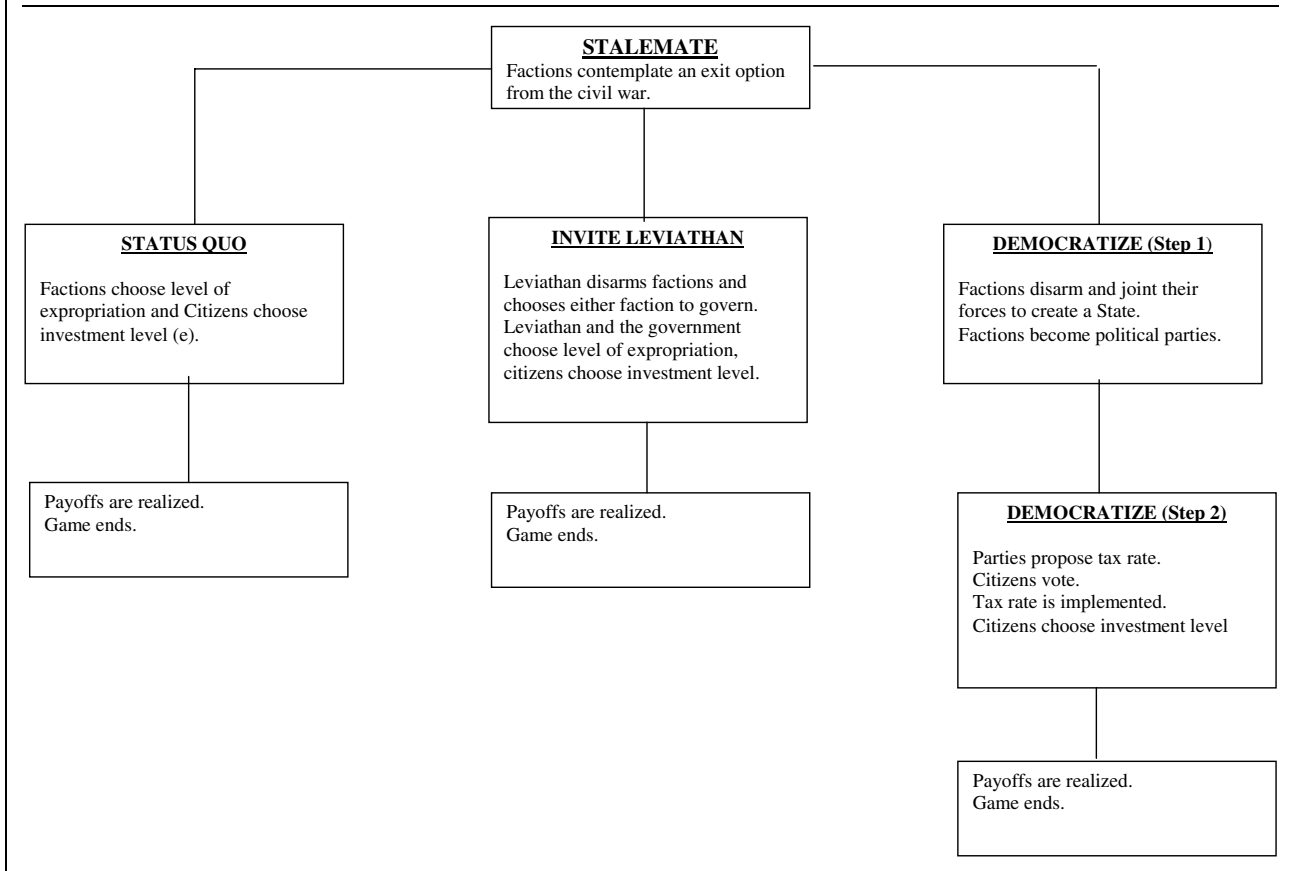 STALEMATE
Factions contemplate an exit option
from the civil war.
STATUS QUO
Factions choose level of
expropriation and Citizens choose
investment level (e).
Payoffs are realized.
Game ends.
INVITE LEVIATHAN
Leviathan disarms factions and
chooses either faction to govern.
Leviathan and the government
choose level of expropriation,
citizens choose investment level.
Payoffs are realized.
Game ends.
DEMOCRATIZE (Step 1)
Factions disarm and joint their
forces to create a State.
Factions become political parties.
DEMOCRATIZE (Step 2)
Parties propose tax rate.
Citizens vote.
Tax rate is implemented.
Citizens choose investment level
Payoffs are realized.
Game ends.